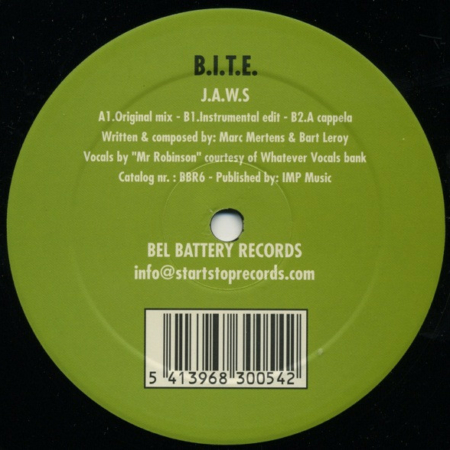 B.I.T.E.
J.A.W.S
A1.Original mix - B1.Instrumental edit - B2.A cappela
Written & composed by: Marc Mertens & Bart Leroy
Vocals by "Mr Robinson" courtesy of Whatever Vocals bank
Catalog nr. : BBR6 - Published by: IMP Music
BEL BATTERY RECORDS
info@startstoprecords.com
5 413968 300542